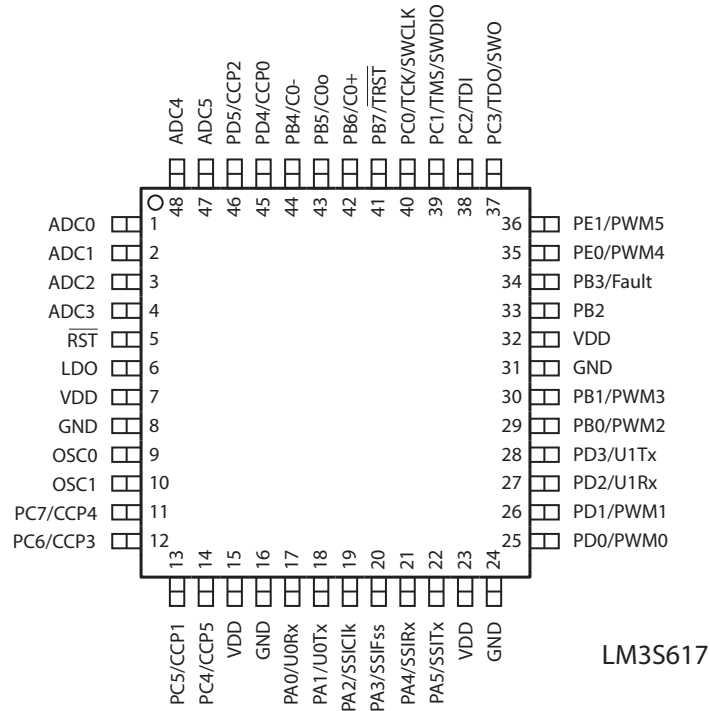 ADC4
ADC5
PD5/CCP2
PD4/CCP0
PB4/C0-
PB5/C0o
PB6/C0+
PB7/TRST
PC0/TCK/SWCLK
PC1/TMS/SWDIO
PC2/TDI
PC3/TDO/SWO
48
47
46
45
44
43
42
41
40
39
38
37
ADC0 1
ADC1 2
ADC2 3
ADC3 4
RST 5
LDO 6
VDD 7
GND 8
OSC0 9
OSC1 10
PC7/CCP4 11
PC6/CCP3 12
36 PE1/PWM5
35 PE0/PWM4
34 PB3/Fault
33 PB2
32 VDD
31 GND
30 PB1/PWM3
29 PB0/PWM2
28 PD3/U1Tx
27 PD2/U1Rx
26 PD1/PWM1
25 PD0/PWM0
13
14
15
16
17
18
19
20
21
22
23
24
PC5/CCP1
PC4/CCP5
VDD
GND
PA0/U0Rx
PA1/U0Tx
PA2/SSIClk
PA3/SSIFss
PA4/SSIRx
PA5/SSITx
VDD
GND
LM3S617